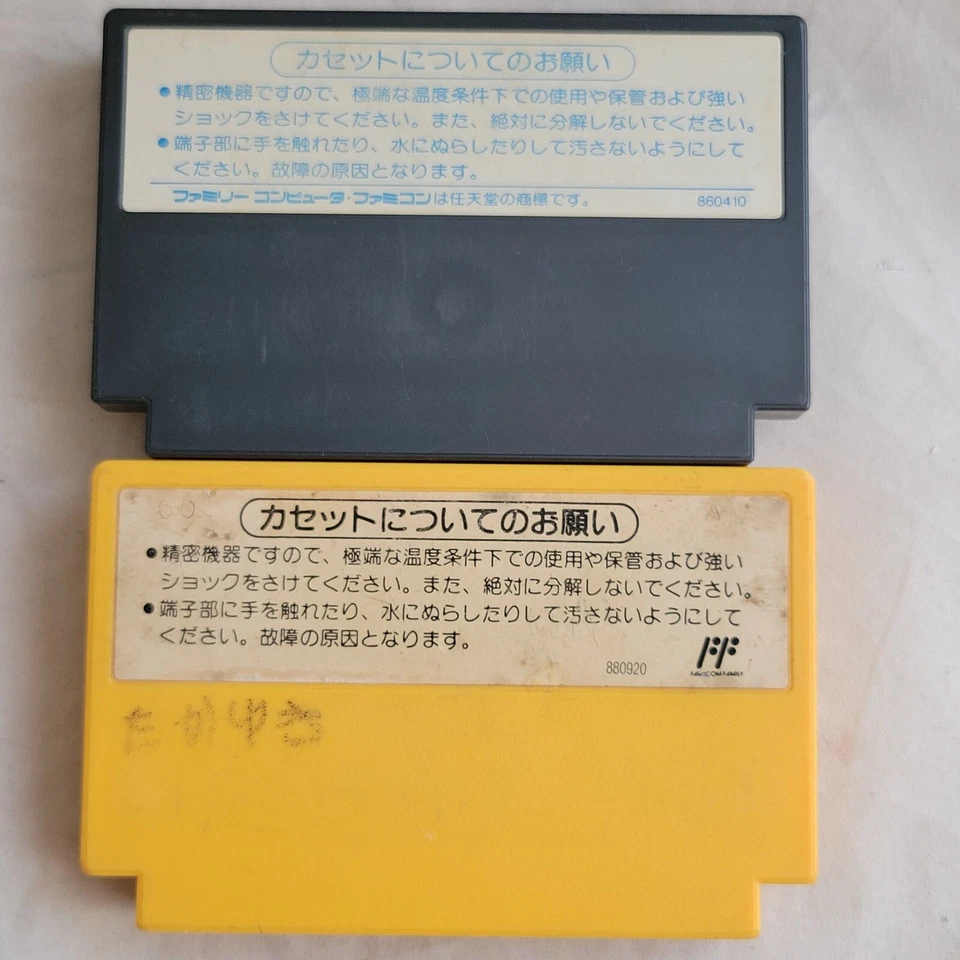 カセットについてのお願い
●精密機器ですので、極端な温度条件下での使用や保管および強い
ショックをさけてください。また、絶対に分解しないでください。
●端子部に手を触れたり、水にぬらしたりして汚さないようにして
ください。故障の原因となります。
ファミリーコンピュータ・ファミコンは任天堂の商標です。 860410
カセットについてのお願い
●精密機器ですので、極端な温度条件下での使用や保管および強い
ショックをさけてください。また、絶対に分解しないでください。
●端子部に手を触れたり、水にぬらしたりして汚さないようにして
ください。故障の原因となります。
880920
FAMICOM FAMILY